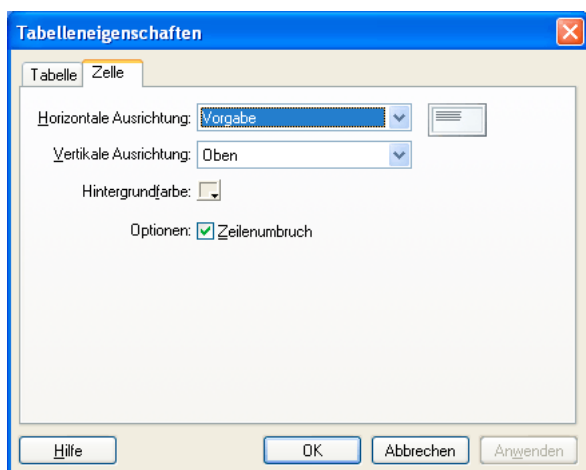 Tabelleneigenschaften
Tabelle Zelle
Horizontale Ausrichtung: Vorgabe
Vertikale Ausrichtung: Oben
Hintergrundfarbe:
Optionen: Zeilenumbruch
Hilfe OK Abbrechen Anwenden